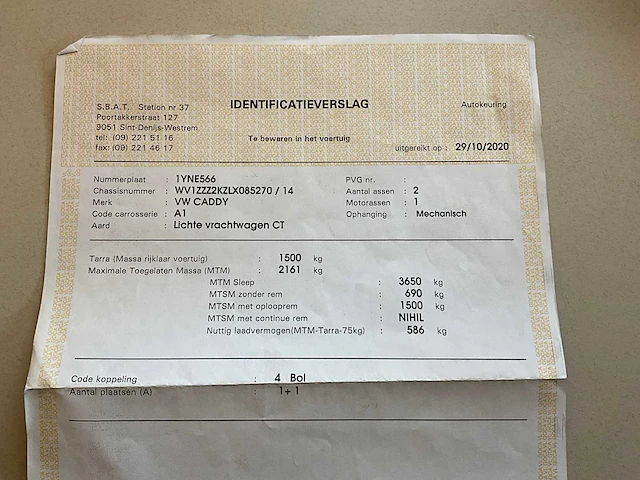 S.B.A.T. Station nr 37
Poortakkerstraat 127
9051 Sint-Denijs-Westrem
tel: (09) 221 51 16
fax: (09) 221 46 17
IDENTIFICATIEVERSLAG
Te bewaren in het voertuig
Autokeuring
uitgereikt op : 29/10/2020
Nummerplaat : 1YNE566
Chassisnummer : WV1ZZZ2KZLX085270 / 14
Merk : VW CADDY
Code carrosserie : A1
Aard : Lichte vrachtwagen CT
PVG nr. :
Aantal assen : 2
Motorassen : 1
Ophanging : Mechanisch
Tarra (Massa rijklaar voertuig) : 1500 kg
Maximale Toegelaten Massa (MTM) : 2161 kg
MTM Sleep : 3650 kg
MTSM zonder rem : 690 kg
MTSM met oplooprem : 1500 kg
MTSM met continue rem : NIHIL
Nuttig laadvermogen(MTM-Tarra-75kg) : 586 kg
Code koppeling : 4 Bol
Aantal plaatsen (A) : 1+ 1